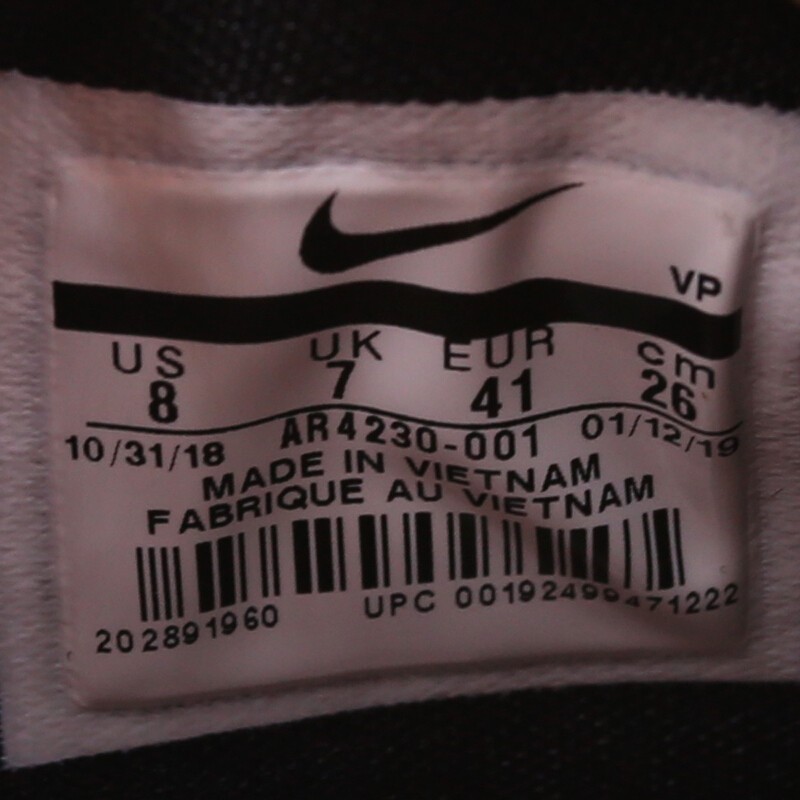 VP
US UK EUR cm
8 7 41 26
10/31/18 AR4230-001 01/12/19
MADE IN VIETNAM
FABRIQUE AU VIETNAM
202891960 UPC 00192499471222